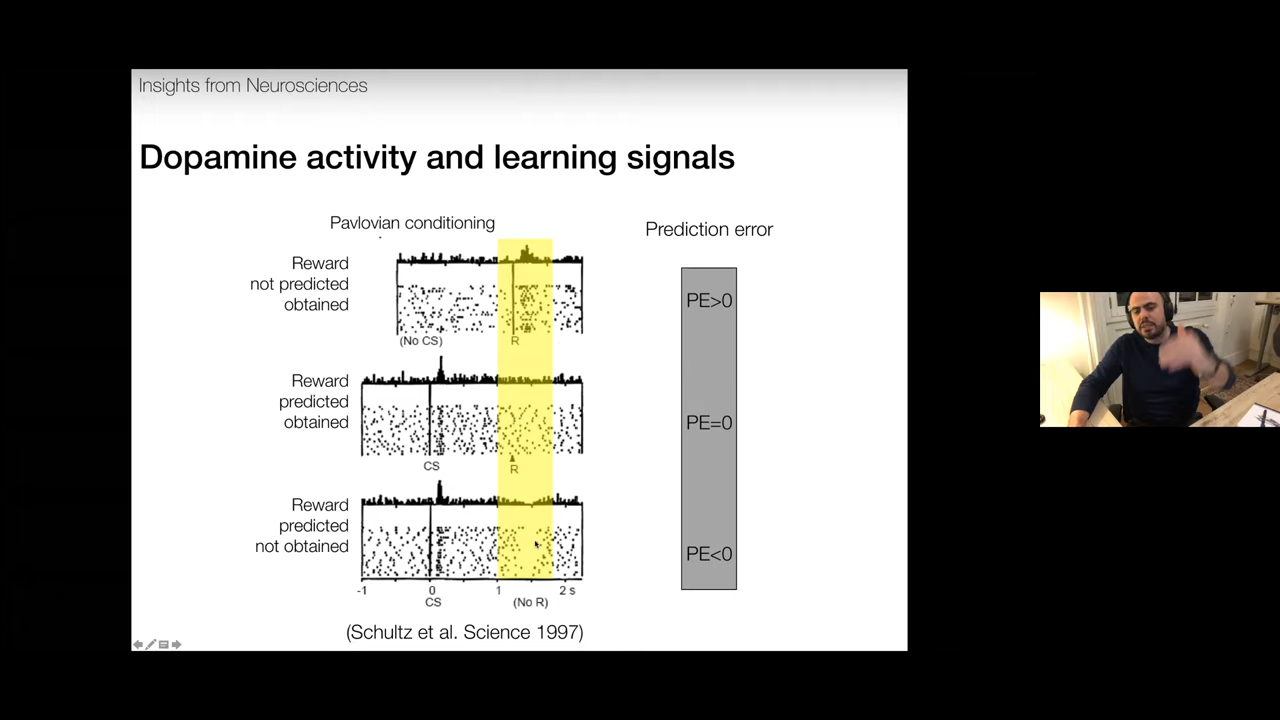 Insights from Neurosciences
Dopamine activity and learning signals
Pavlovian conditioning
Prediction error
Reward
not predicted
obtained
(No CS)
R
PE>0
Reward
predicted
obtained
CS
R
PE=0
Reward
predicted
not obtained
PE<0
-1 0 1 2 s
CS (No R)
(Schultz et al. Science 1997)